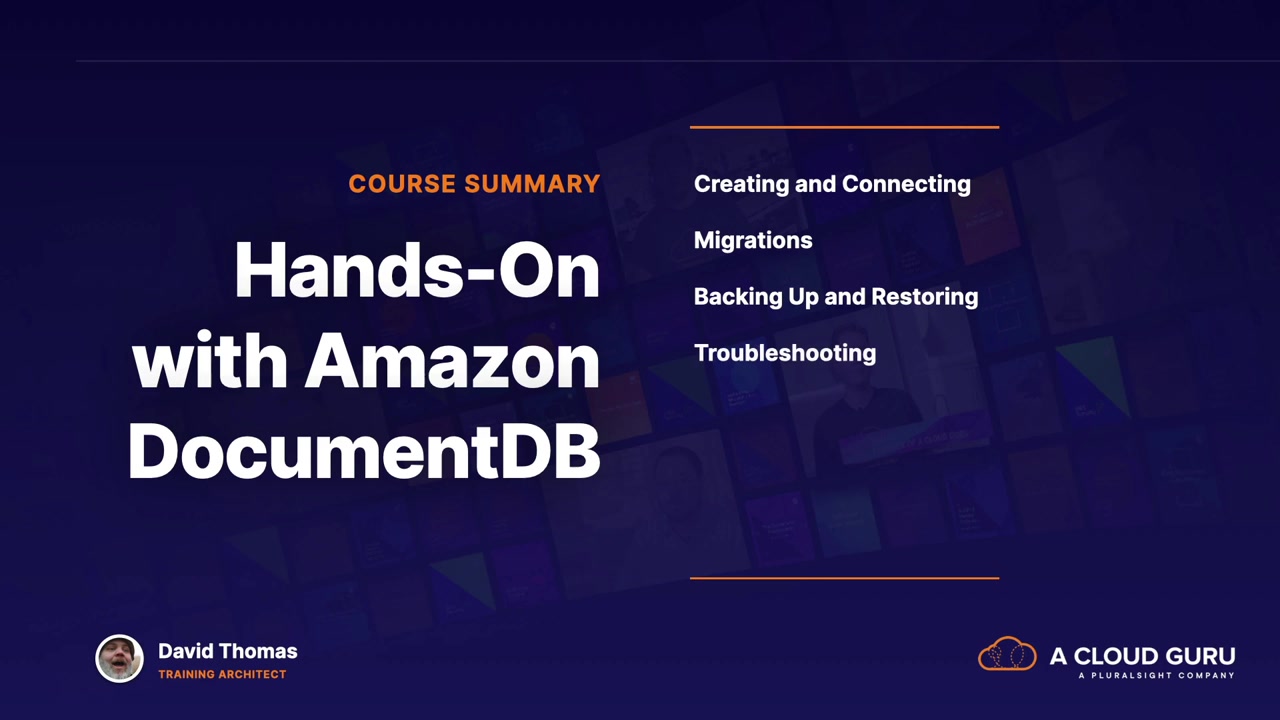 COURSE SUMMARY
Hands-On
with Amazon
DocumentDB
Creating and Connecting
Migrations
Backing Up and Restoring
Troubleshooting
David Thomas
TRAINING ARCHITECT
A CLOUD GURU
A PLURALSIGHT COMPANY